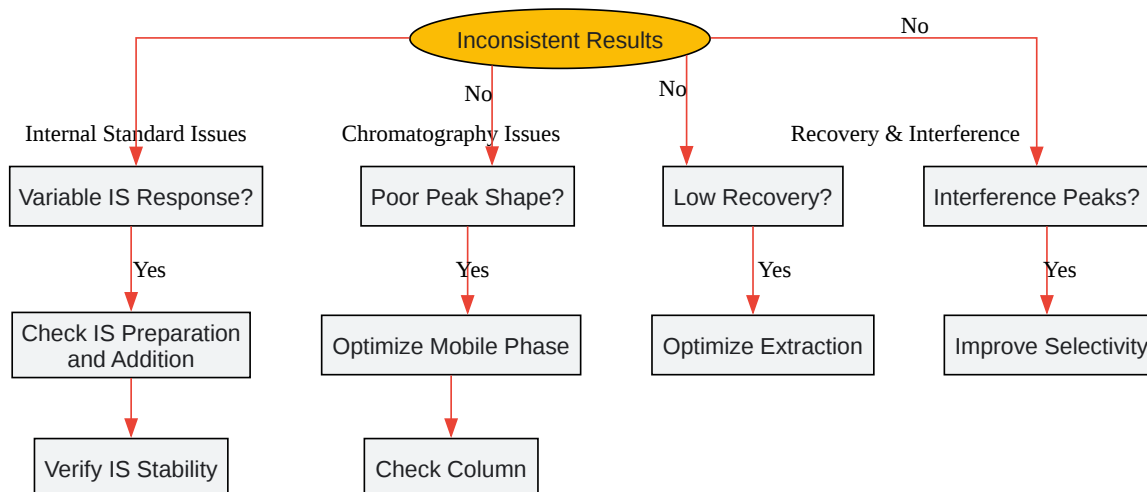 Inconsistent Results
No
No
No
Internal Standard Issues
Chromatography Issues
Recovery & Interference
Variable IS Response?
Poor Peak Shape?
Low Recovery?
Interference Peaks?
Yes
Yes
Yes
Yes
Check IS Preparation
and Addition
Optimize Mobile Phase
Optimize Extraction
Improve Selectivity
Verify IS Stability
Check Column